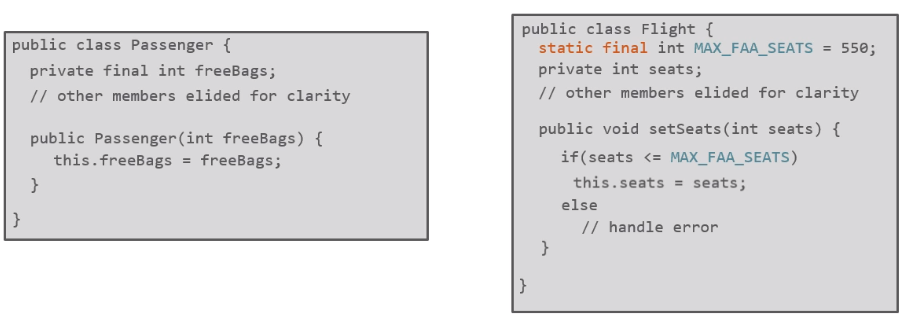 public class Passenger {
private final int freeBags;
// other members elided for clarity
public Passenger(int freeBags) {
this.freeBags = freeBags;
}
}
public class Flight {
static final int MAX_FAA_SEATS = 550;
private int seats;
// other members elided for clarity
public void setSeats(int seats) {
if(seats <= MAX_FAA_SEATS)
this.seats = seats;
else
// handle error
}
}